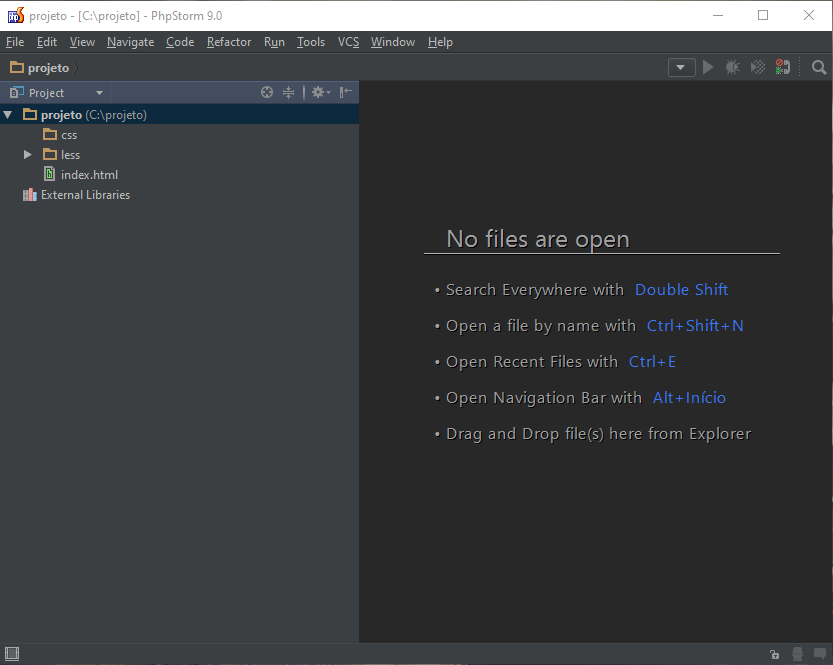 projeto - [C:\projeto] - PhpStorm 9.0
File Edit View Navigate Code Refactor Run Tools VCS Window Help
projeto
Project
projeto (C:\projeto)
css
less
index.html
External Libraries
No files are open
• Search Everywhere with Double Shift
• Open a file by name with Ctrl+Shift+N
• Open Recent Files with Ctrl+E
• Open Navigation Bar with Alt+Início
• Drag and Drop file(s) here from Explorer